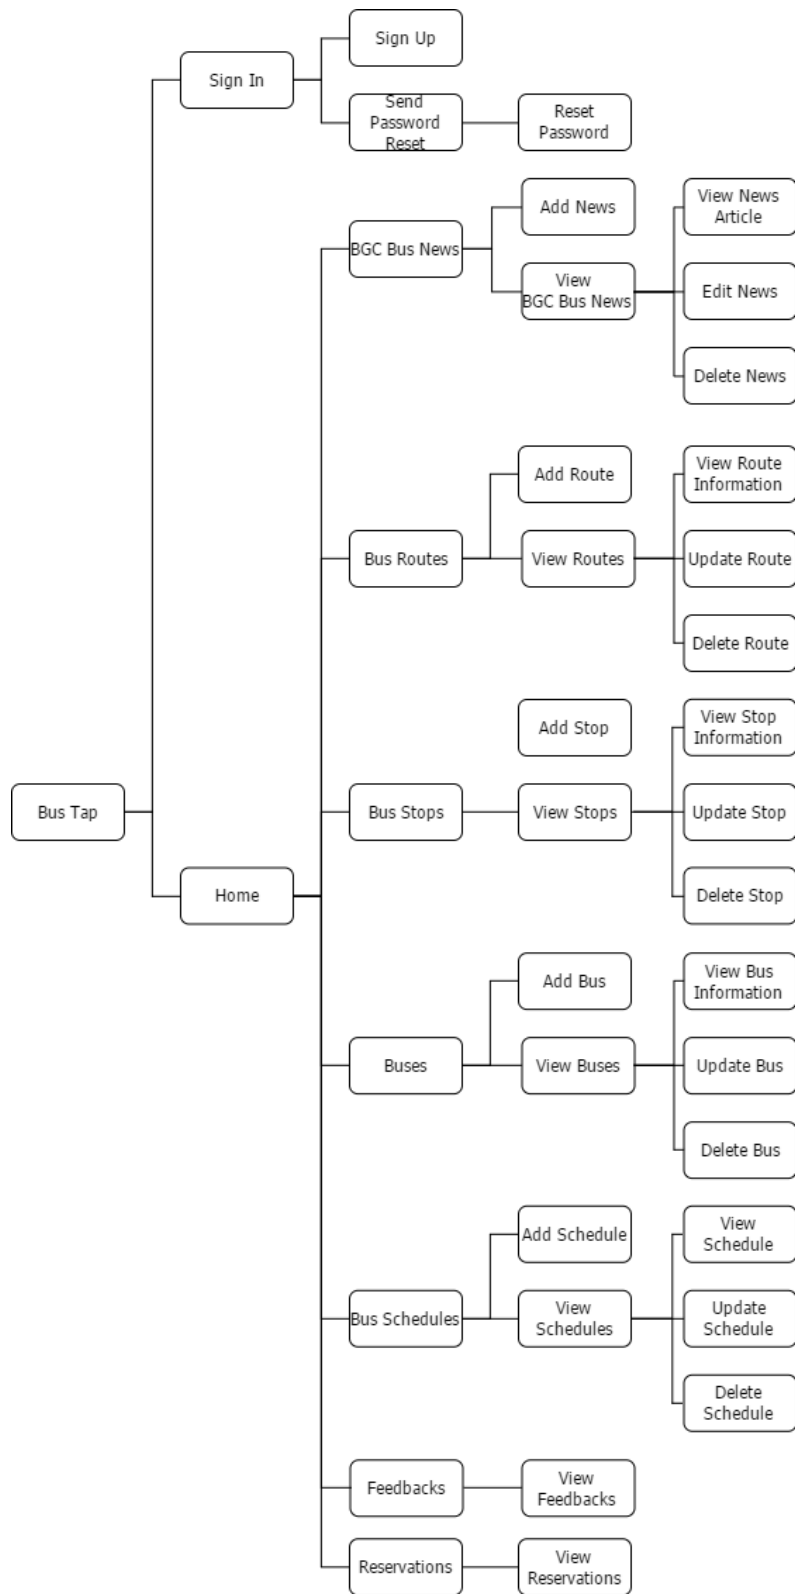 Sign Up
Sign In
Send
Password
Reset
Reset
Password
Add News
View News
Article
BGC Bus News
View
BGC Bus News
Edit News
Delete News
Add Route
View Route
Information
Bus Routes
View Routes
Update Route
Delete Route
Add Stop
View Stop
Information
Bus Tap
Bus Stops
View Stops
Update Stop
Home
Delete Stop
Add Bus
View Bus
Information
Buses
View Buses
Update Bus
Delete Bus
Add Schedule
View
Schedule
Bus Schedules
View
Schedules
Update
Schedule
Delete
Schedule
Feedbacks
View
Feedbacks
Reservations
View
Reservations